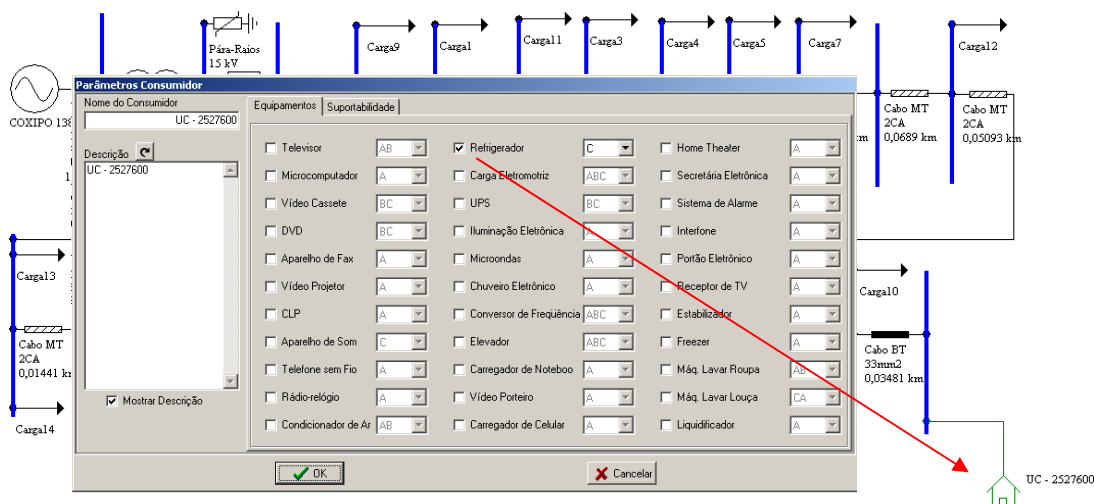 Carga9
Carga1
Carga11
Carga3
Carga4
Carga5
Carga7
Carga12
Pára-Raios
15 kV
COXIPO 138
Cabo MT
2CA
0,0689 km
Cabo MT
2CA
0,05093 km
Parâmetros Consumidor
Nome do Consumidor
UC - 2527600
Descrição
UC - 2527600
Mostrar Descrição
Equipamentos
Suportabilidade
Televisor AB
Refrigerador C
Home Theater A
Microcomputador A
Carga Eletromotriz ABC
Secretária Eletrônica A
Vídeo Cassete BC
UPS BC
Sistema de Alarme A
DVD BC
Iluminação Eletrônica A
Interfone A
Aparelho de Fax A
Microondas A
Portão Eletrônico A
Vídeo Projetor A
Chuveiro Eletrônico A
Receptor de TV A
CLP A
Conversor de Freqüência ABC
Estabilizador A
Aparelho de Som C
Elevador ABC
Freezer A
Telefone sem Fio A
Carregador de Noteboo A
Máq. Lavar Roupa AB
Rádio-relógio A
Vídeo Porteiro A
Máq. Lavar Louça CA
Condicionador de Ar AB
Carregador de Celular A
Liquidificador A
OK
Cancelar
Carga13
Cabo MT
2CA
0,01441 k
Carga14
Carga10
Cabo BT
33mm2
0,03481 km
UC - 2527600